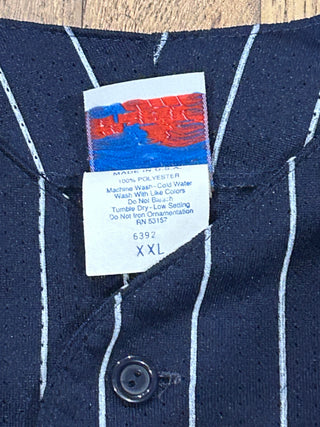 MADE IN U.S.A.
100% POLYESTER
Machine Wash-Cold Water
Wash With Like Colors
Do Not Bleach
Tumble Dry - Low Setting
Do Not Iron Ornamentation
RN 53157
6392
XXL